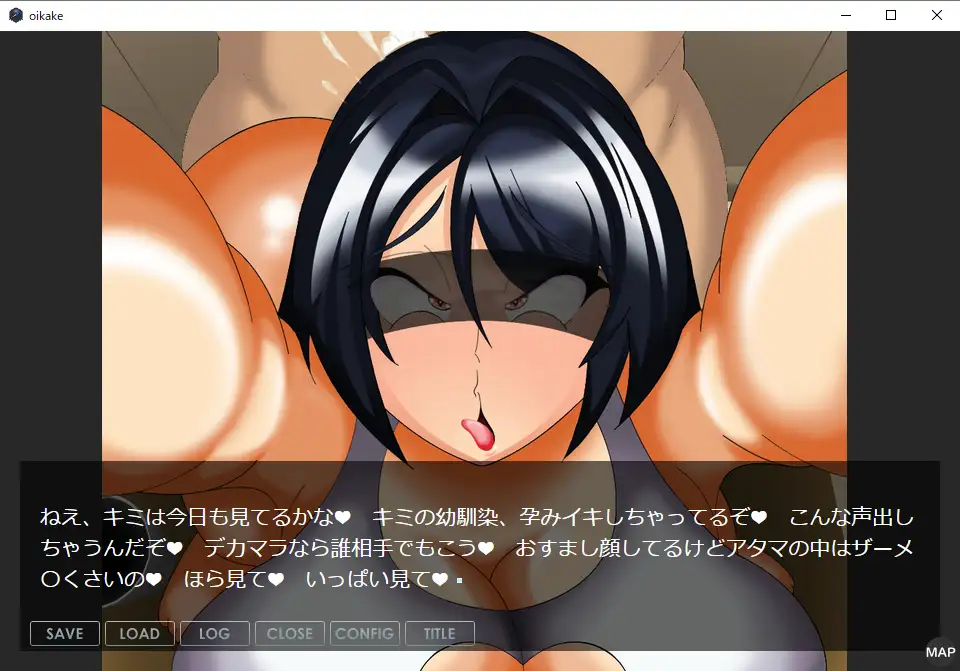 oikake
ねえ、キミは今日も見てるかな♥　キミの幼馴染、孕みイキしちゃってるぞ♥　こんな声出し
ちゃうんだぞ♥　デカマラなら誰相手でもこう♥　おすまし顔してるけどアタマの中はザーメ
〇くさいの♥　ほら見て♥　いっぱい見て♥
SAVE LOAD LOG CLOSE CONFIG TITLE
MAP